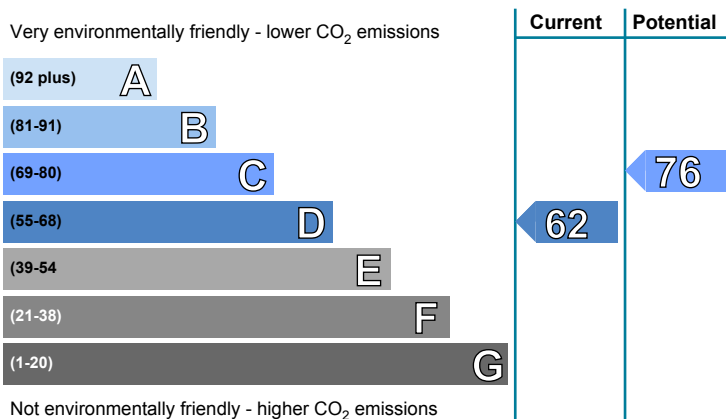 Current Potential
Very environmentally friendly - lower CO2 emissions
(92 plus) A
(81-91) B
(69-80) C
76
(55-68) D
62
(39-54 E
(21-38) F
(1-20) G
Not environmentally friendly - higher CO2 emissions